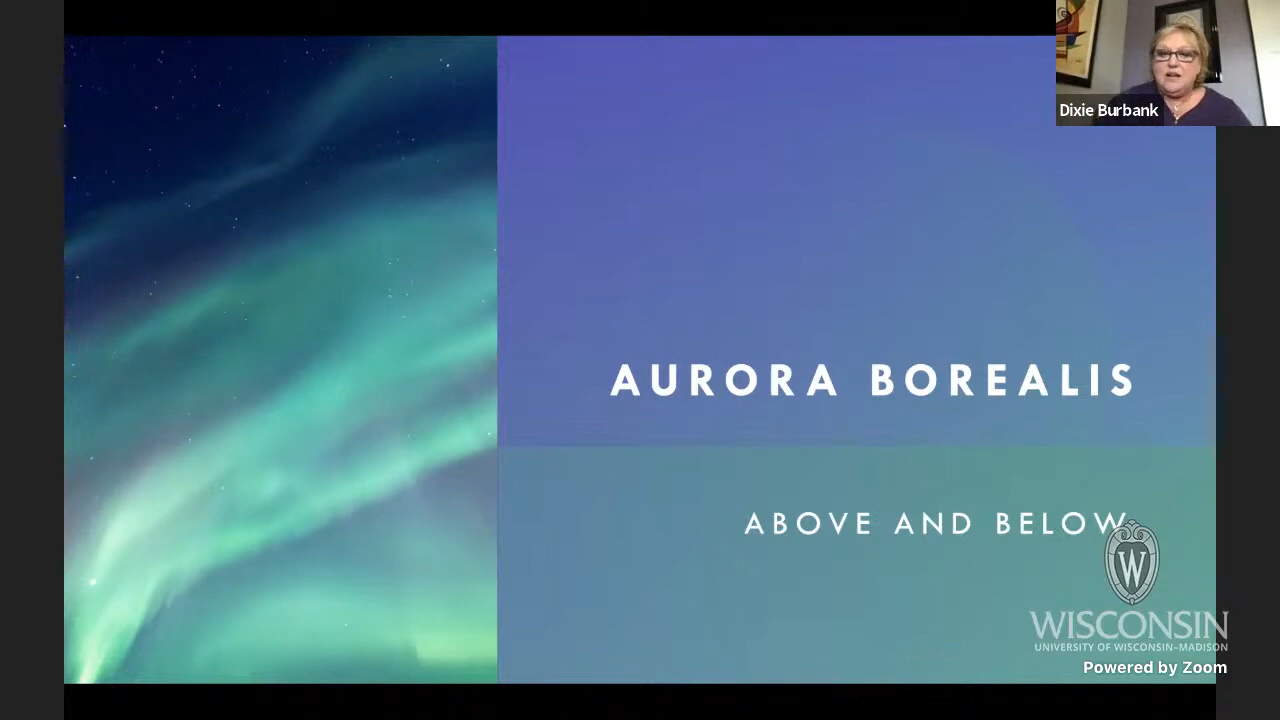 Dixie Burbank
AURORA BOREALIS
ABOVE AND BELOW
W
WISCONSIN
UNIVERSITY OF WISCONSIN–MADISON
Powered by Zoom